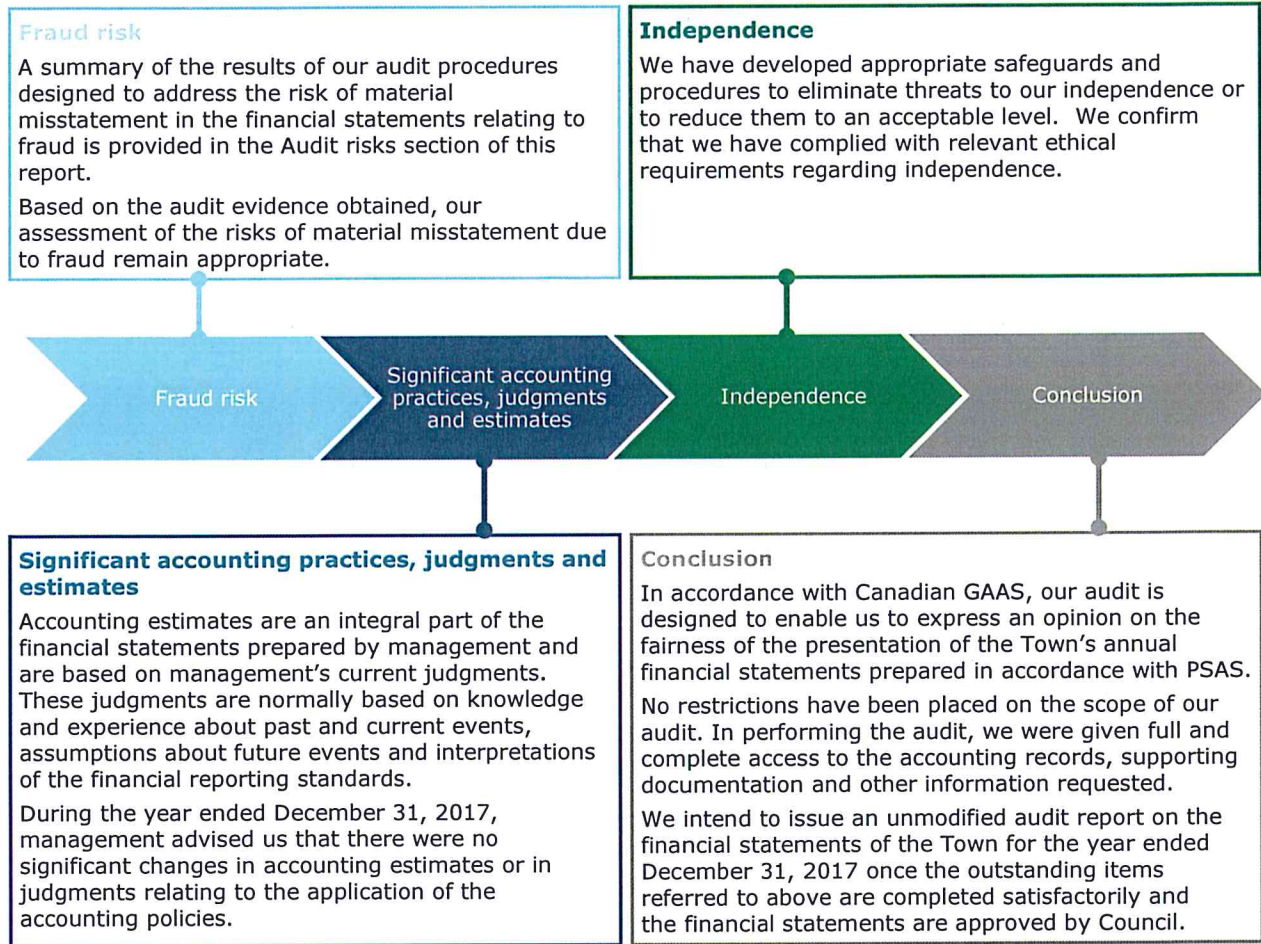 Fraud risk
A summary of the results of our audit procedures
designed to address the risk of material
misstatement in the financial statements relating to
fraud is provided in the Audit risks section of this
report.
Based on the audit evidence obtained, our
assessment of the risks of material misstatement due
to fraud remain appropriate.
Independence
We have developed appropriate safeguards and
procedures to eliminate threats to our independence or
to reduce them to an acceptable level.  We confirm
that we have complied with relevant ethical
requirements regarding independence.
Fraud risk
Significant accounting
practices, judgments
and estimates
Independence
Conclusion
Significant accounting practices, judgments and
estimates
Accounting estimates are an integral part of the
financial statements prepared by management and
are based on management's current judgments.
These judgments are normally based on knowledge
and experience about past and current events,
assumptions about future events and interpretations
of the financial reporting standards.
During the year ended December 31, 2017,
management advised us that there were no
significant changes in accounting estimates or in
judgments relating to the application of the
accounting policies.
Conclusion
In accordance with Canadian GAAS, our audit is
designed to enable us to express an opinion on the
fairness of the presentation of the Town's annual
financial statements prepared in accordance with PSAS.
No restrictions have been placed on the scope of our
audit. In performing the audit, we were given full and
complete access to the accounting records, supporting
documentation and other information requested.
We intend to issue an unmodified audit report on the
financial statements of the Town for the year ended
December 31, 2017 once the outstanding items
referred to above are completed satisfactorily and
the financial statements are approved by Council.